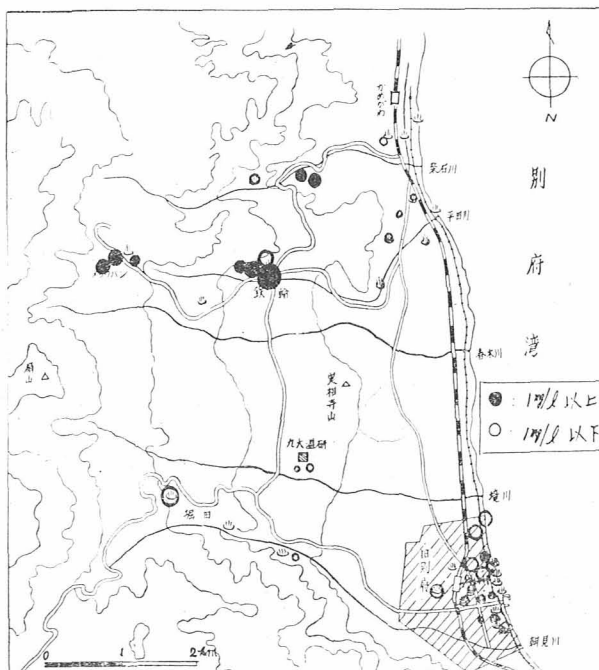 N
別府湾
かめがわ
柴石川
平田川
春木川
境川
朝見川
鉄輪
扇山
実相寺山
九大温研
堀田
旧別府
● : 1mg/l 以上
○ : 1mg/l 以下
0 1 2